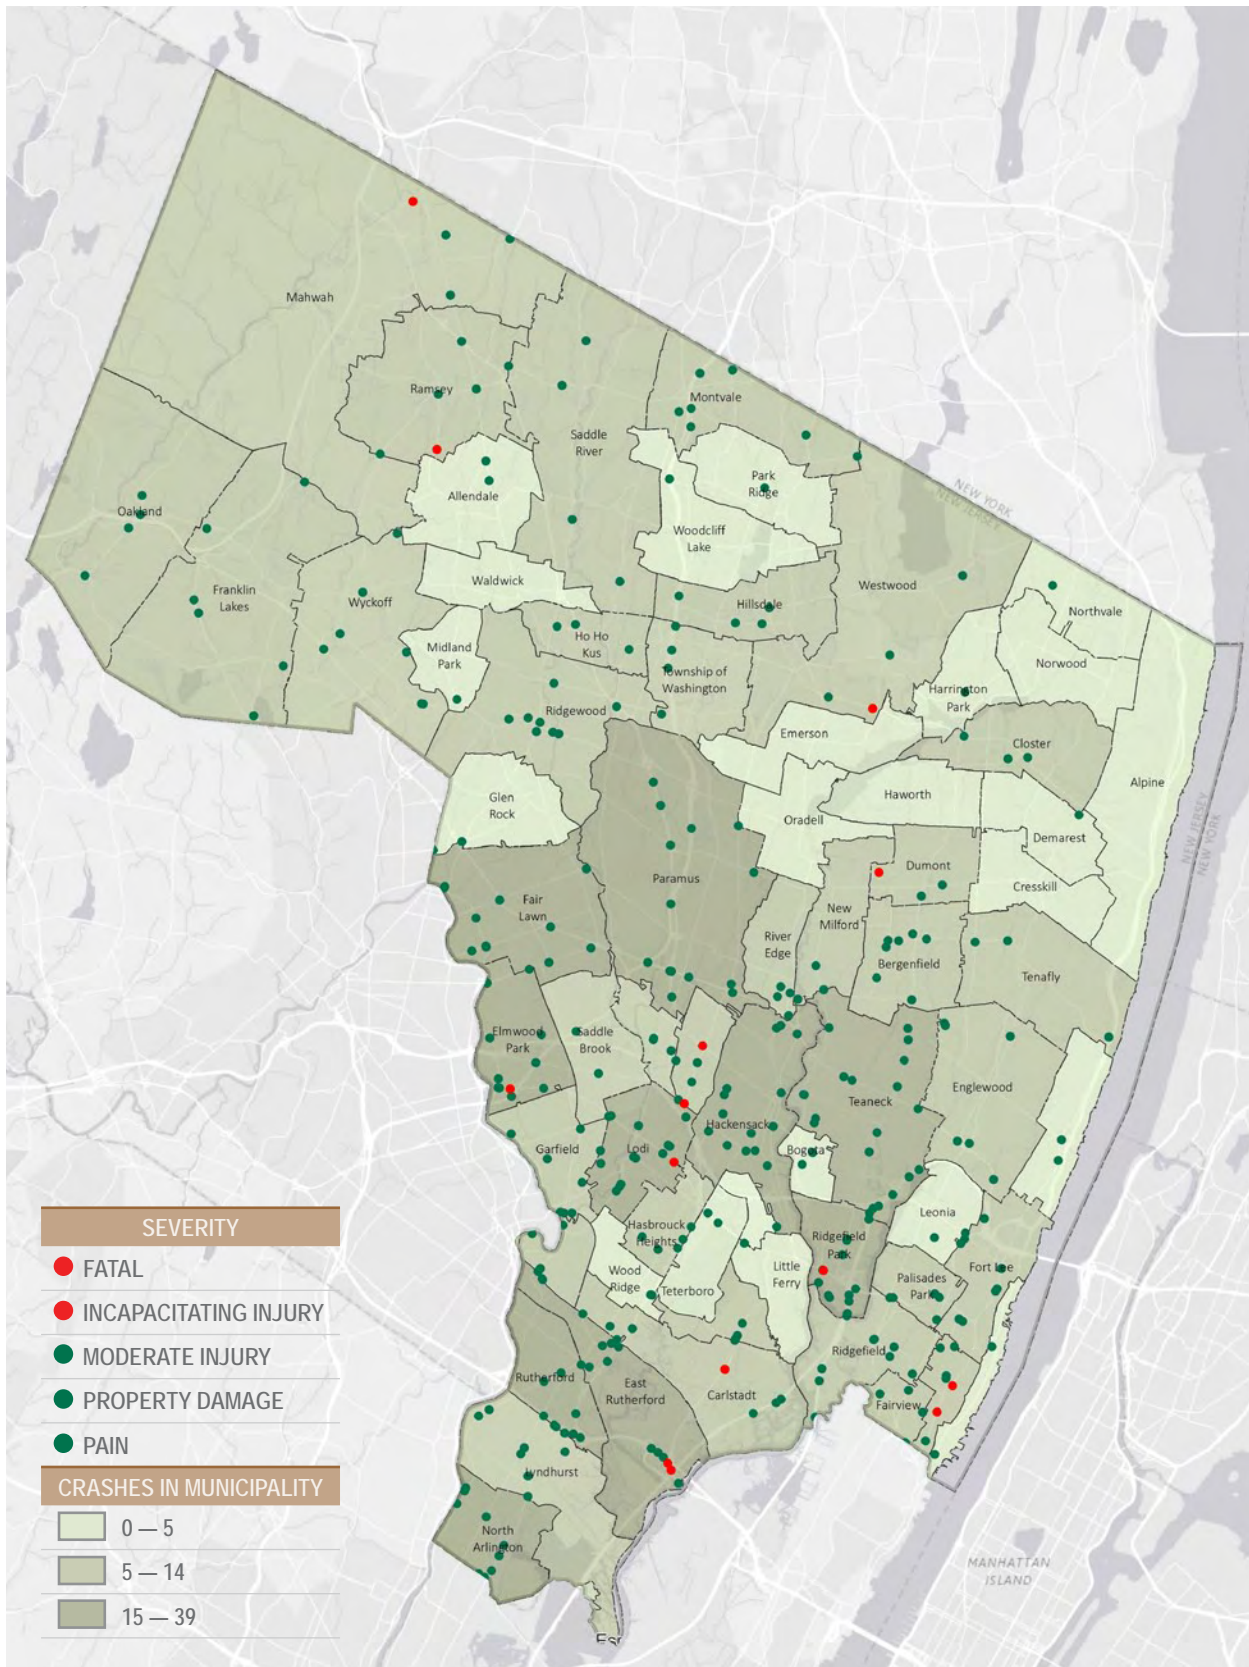 Mahwah
Ramsey
Montvale
Saddle
River
Park
Ridge
Allendale
NEW YORK
NEW JERSEY
Oakland
Woodcliff
Lake
Waldwick
Westwood
Franklin
Lakes
Wyckoff
Hillsdale
Northvale
Ho Ho
Kus
Midland
Park
Norwood
Township of
Washington
Harrington
Park
Ridgewood
Emerson
Closter
Alpine
Glen
Rock
Haworth
Oradell
NEW JERSEY
NEW YORK
Demarest
Paramus
Dumont
Cresskill
Fair
Lawn
New
Milford
River
Edge
Bergenfield
Tenafly
Elmwood
Park
Saddle
Brook
Englewood
Teaneck
Hackensack
Garfield
Lodi
Bogota
Leonia
Hasbrouck
Heights
Ridgefield
Park
Fort Lee
Wood
Ridge
Teterboro
Little
Ferry
Palisades
Park
Ridgefield
Rutherford
East
Rutherford
Carlstadt
Fairview
Lyndhurst
North
Arlington
MANHATTAN
ISLAND
SEVERITY
FATAL
INCAPACITATING INJURY
MODERATE INJURY
PROPERTY DAMAGE
PAIN
CRASHES IN MUNICIPALITY
0 — 5
5 — 14
15 — 39